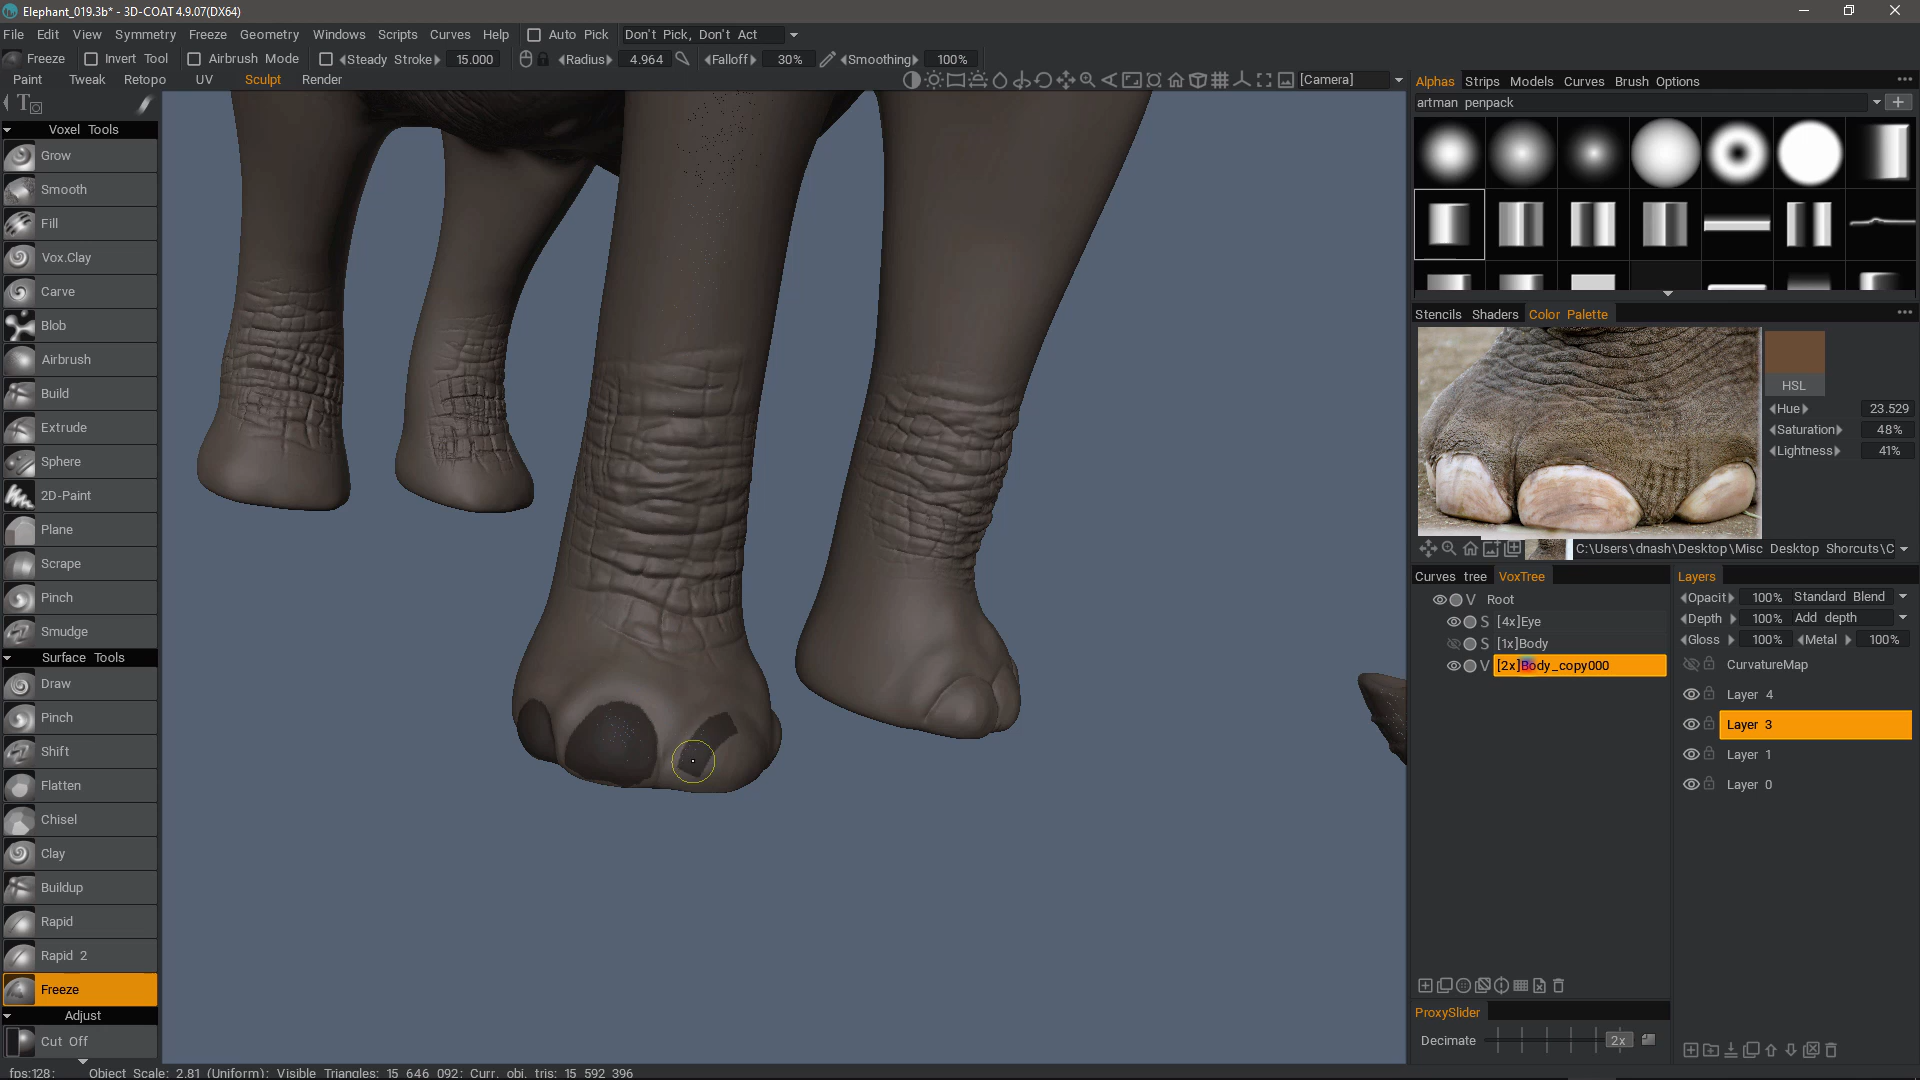 Elephant_019.3b* - 3D-COAT 4.9.07(DX64)
File Edit View Symmetry Freeze Geometry Windows Scripts Curves Help Auto Pick Don't Pick, Don't Act
Freeze Invert Tool Airbrush Mode Steady Stroke 15.000 Radius 4.964 Falloff 30% Smoothing 100%
Paint Tweak Retopo UV Sculpt Render [Camera]
Voxel Tools
Grow
Smooth
Fill
Vox.Clay
Carve
Blob
Airbrush
Build
Extrude
Sphere
2D-Paint
Plane
Scrape
Pinch
Smudge
Surface Tools
Draw
Pinch
Shift
Flatten
Chisel
Clay
Buildup
Rapid
Rapid 2
Freeze
Adjust
Cut Off
Alphas Strips Models Curves Brush Options
artman penpack
Stencils Shaders Color Palette
HSL
Hue 23.529
Saturation 48%
Lightness 41%
C:\Users\dnash\Desktop\Misc Desktop Shorcuts\C
Curves tree VoxTree
V Root
S [4x]Eye
S [1x]Body
V [2x]Body_copy000
ProxySlider
Decimate 2x
Layers
Opacit 100% Standard Blend
Depth 100% Add depth
Gloss 100% Metal 100%
CurvatureMap
Layer 4
Layer 3
Layer 1
Layer 0
fps:128; Object Scale: 2.81 (Uniform); Visible Triangles: 15 646 092; Curr. obj. tris: 15 592 396